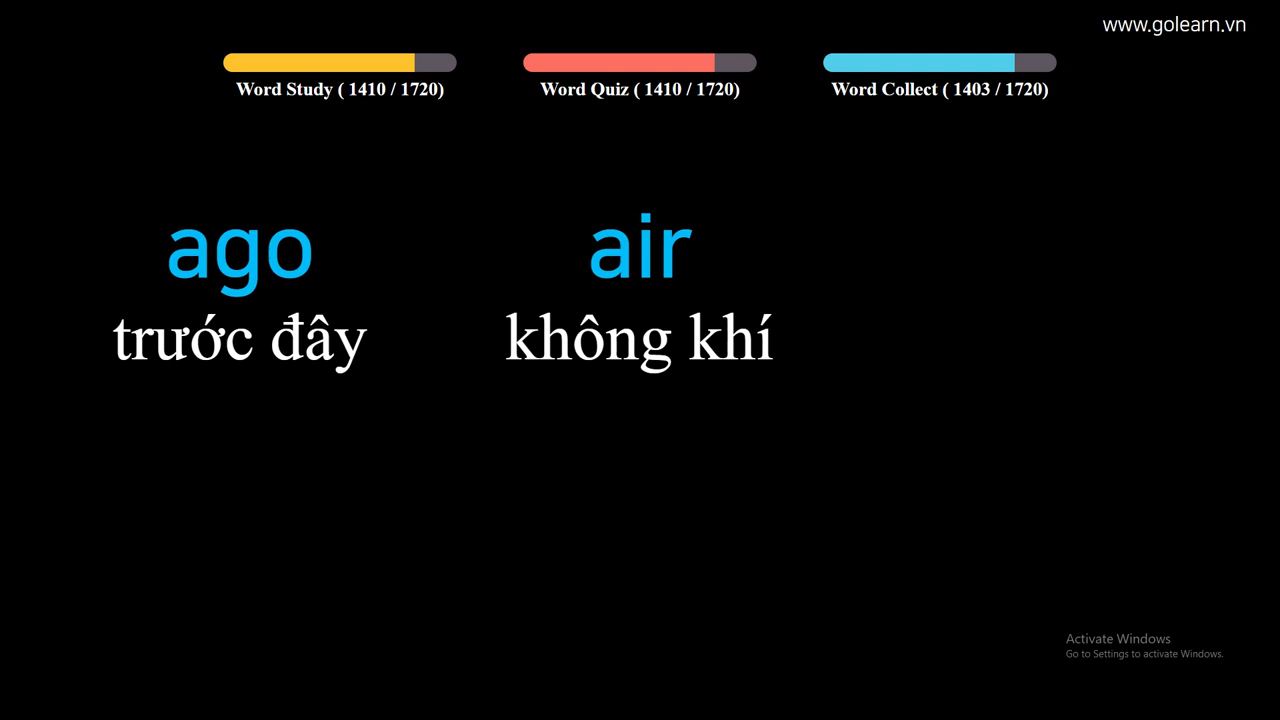 www.golearn.vn
Word Study ( 1410 / 1720)
Word Quiz ( 1410 / 1720)
Word Collect ( 1403 / 1720)
ago
trước đây
air
không khí
Activate Windows
Go to Settings to activate Windows.